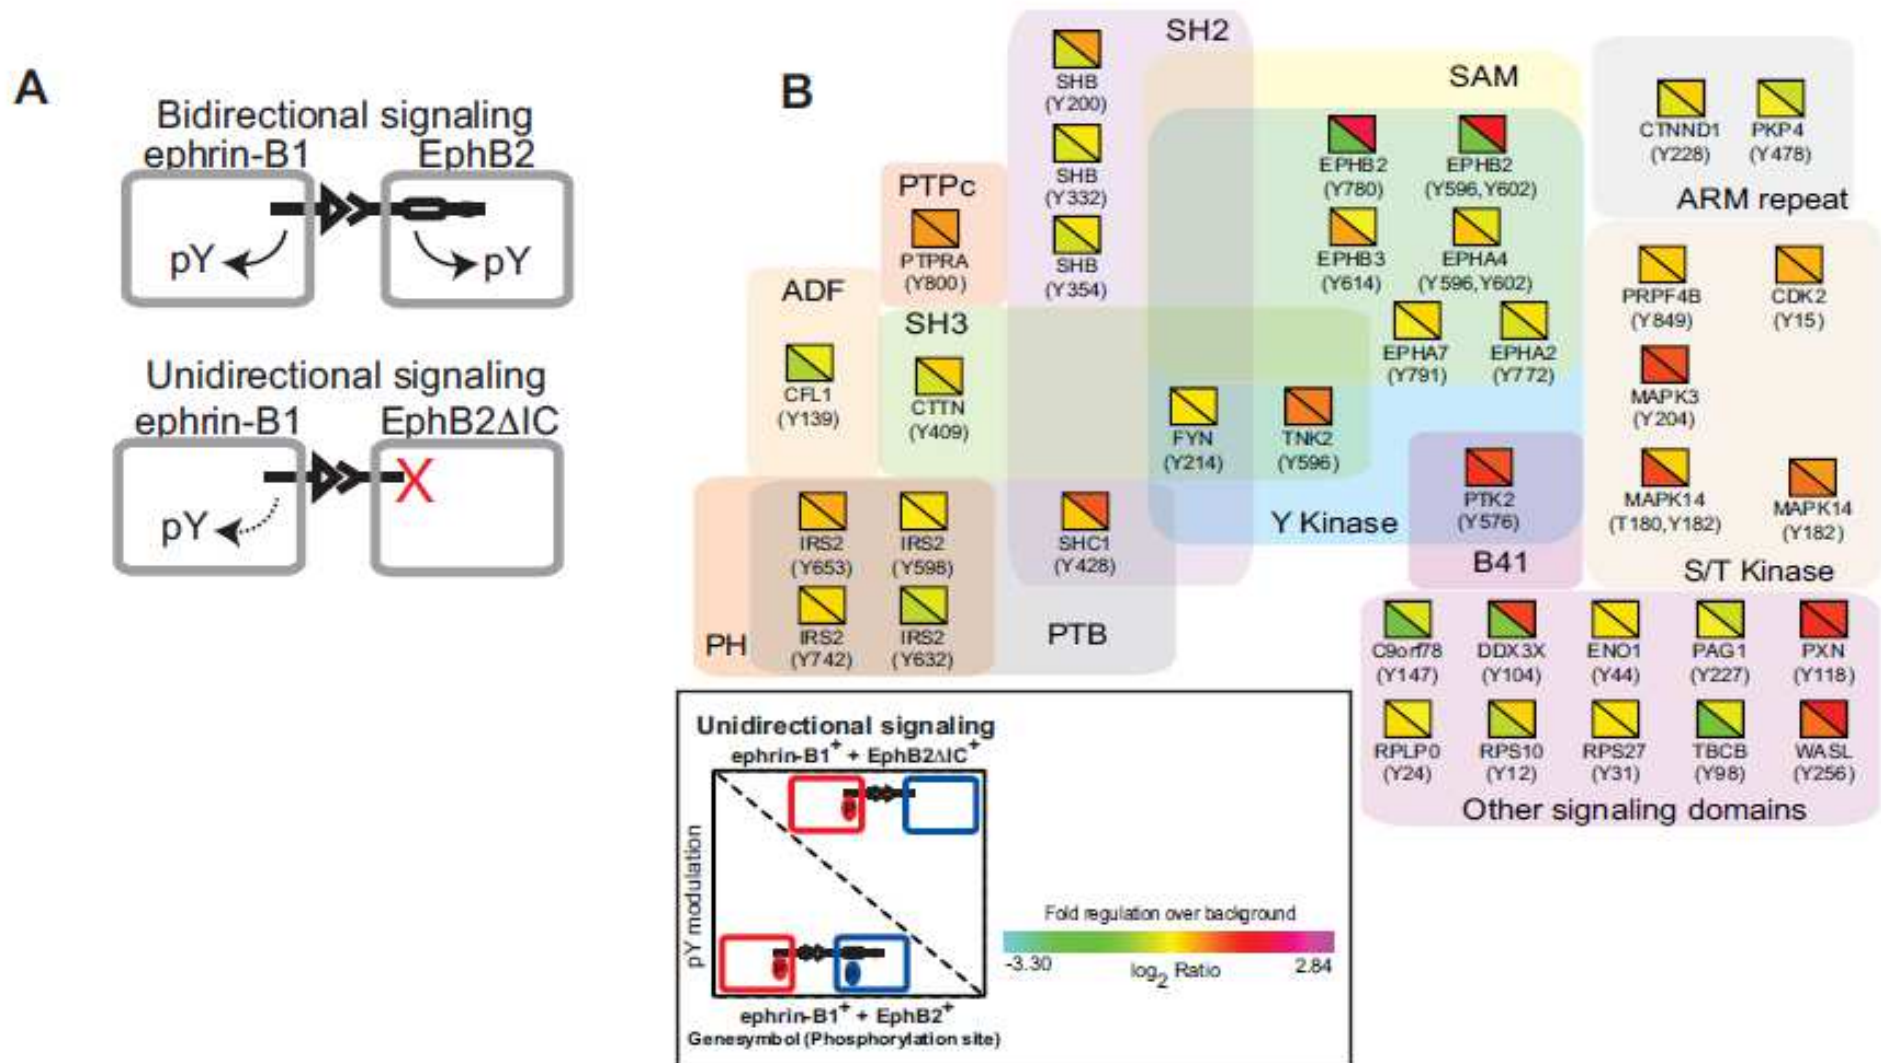 A
Bidirectional signaling
ephrin-B1 EphB2
pY pY
Unidirectional signaling
ephrin-B1 EphB2ΔIC
X
pY
B
SH2
SHB
(Y200)
SHB
(Y332)
SHB
(Y354)
SAM
EPHB2
(Y780)
EPHB2
(Y596,Y602)
EPHB3
(Y614)
EPHA4
(Y596,Y602)
EPHA7
(Y791)
EPHA2
(Y772)
CTNND1
(Y228)
PKP4
(Y478)
ARM repeat
PTPc
PTPRA
(Y800)
ADF
CFL1
(Y139)
SH3
CTTN
(Y409)
FYN
(Y214)
TNK2
(Y596)
Y Kinase
PTK2
(Y576)
B41
PRPF4B
(Y849)
CDK2
(Y15)
MAPK3
(Y204)
MAPK14
(T180,Y182)
MAPK14
(Y182)
S/T Kinase
IRS2
(Y653)
IRS2
(Y598)
IRS2
(Y742)
IRS2
(Y632)
PH
SHC1
(Y428)
PTB
C9orf78
(Y147)
DDX3X
(Y104)
ENO1
(Y44)
PAG1
(Y227)
PXN
(Y118)
RPLP0
(Y24)
RPS10
(Y12)
RPS27
(Y31)
TBCB
(Y98)
WASL
(Y256)
Other signaling domains
Unidirectional signaling
ephrin-B1+ + EphB2ΔIC+
pY modulation
ephrin-B1+ + EphB2+
Genesymbol (Phosphorylation site)
Fold regulation over background
-3.30 log2 Ratio 2.84